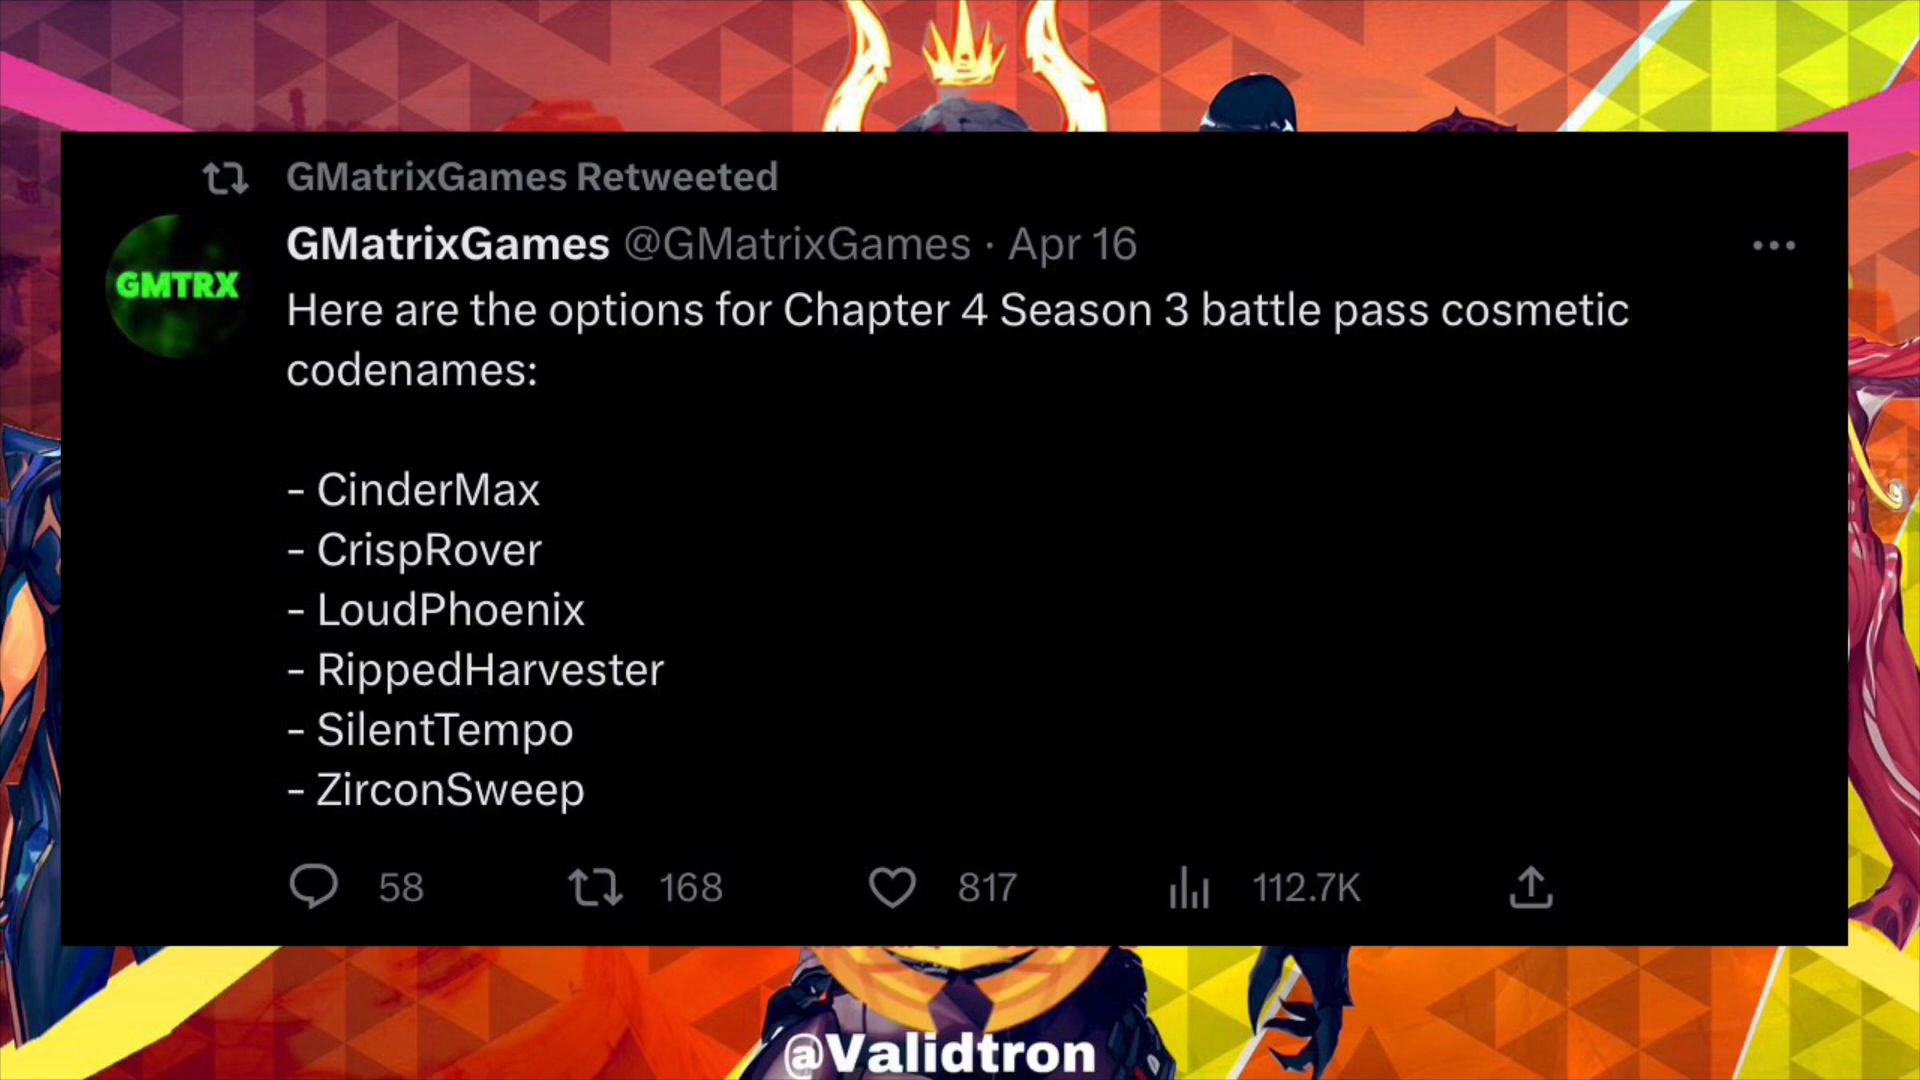 GMatrixGames Retweeted
GMTRX
GMatrixGames @GMatrixGames · Apr 16
Here are the options for Chapter 4 Season 3 battle pass cosmetic
codenames:
- CinderMax
- CrispRover
- LoudPhoenix
- RippedHarvester
- SilentTempo
- ZirconSweep
58 168 817 112.7K
@Validtron